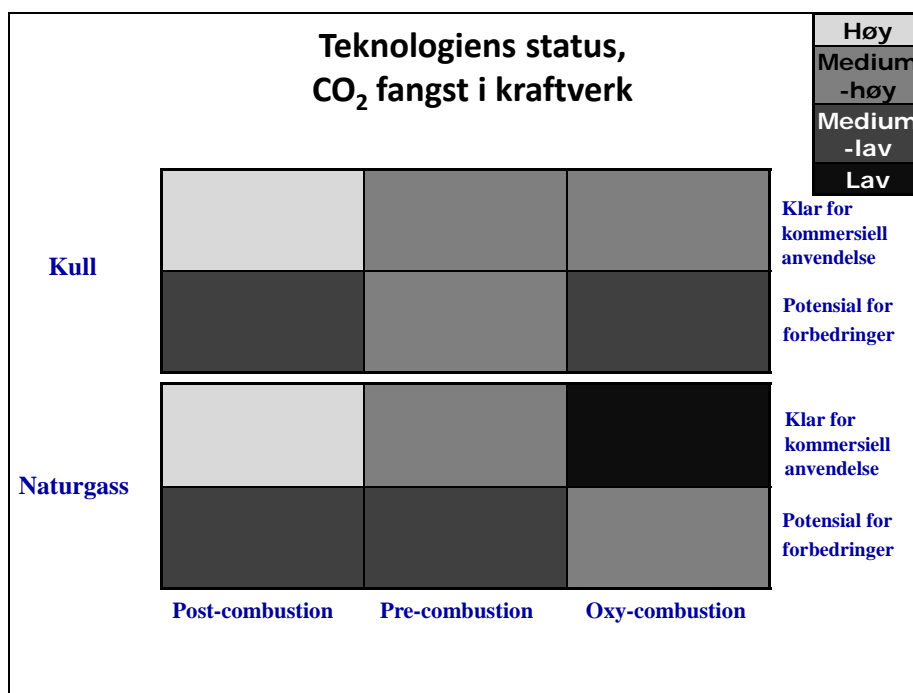 Teknologiens status,
CO₂ fangst i kraftverk
Høy
Medium
-høy
Medium
-lav
Lav
Kull
Klar for
kommersiell
anvendelse
Potensial for
forbedringer
Naturgass
Klar for
kommersiell
anvendelse
Potensial for
forbedringer
Post-combustion
Pre-combustion
Oxy-combustion